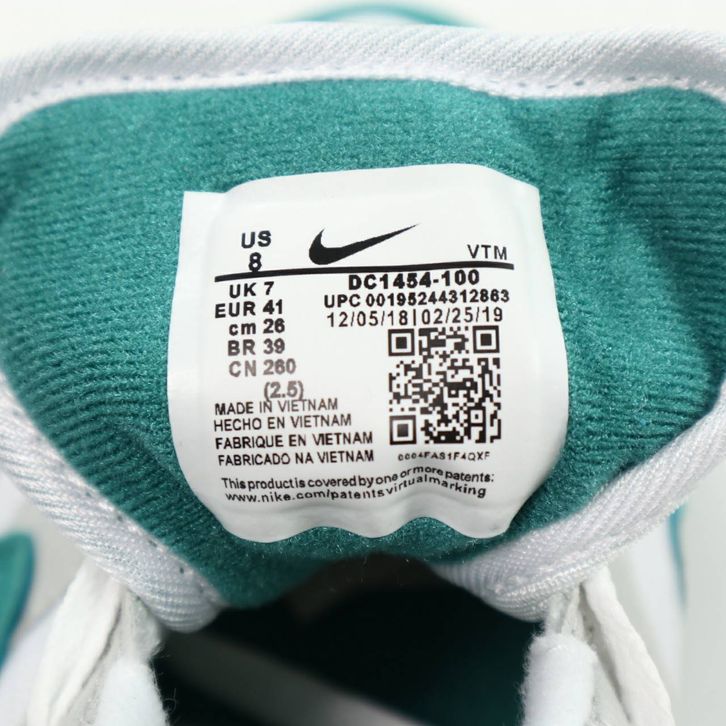 US
8
VTM
UK 7
EUR 41
cm 26
BR 39
CN 260
(2.5)
DC1454-100
UPC 00195244312863
12/05/18|02/25/19
MADE IN VIETNAM
HECHO EN VIETNAM
FABRIQUE EN VIETNAM
FABRICADO NA VIETNAM
0004FAS1F4QXF
This product is covered by one or more patents:
www.nike.com/patentsvirtualmarking